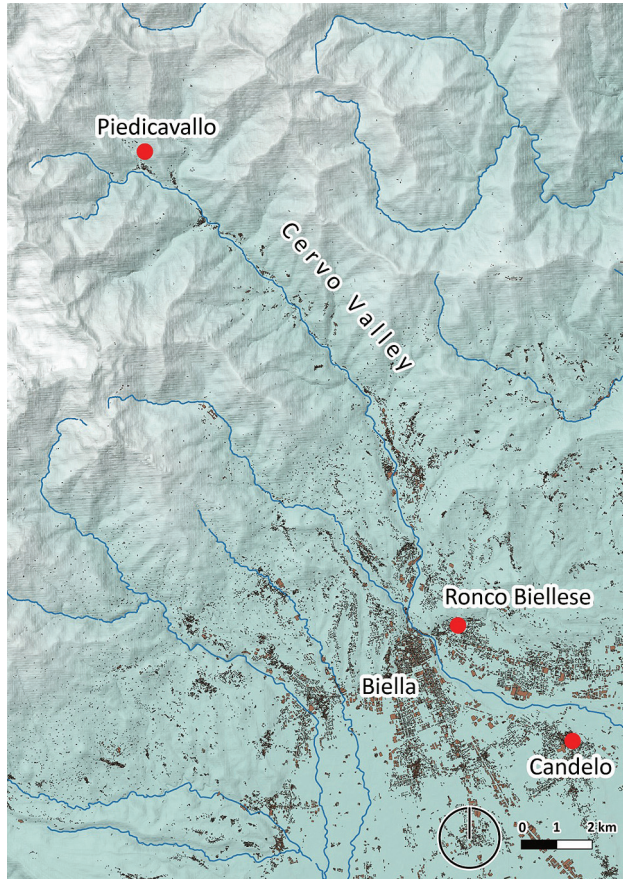 Piedicavallo
Cervo Valley
Ronco Biellese
Biella
Candelo
0 1 2 km